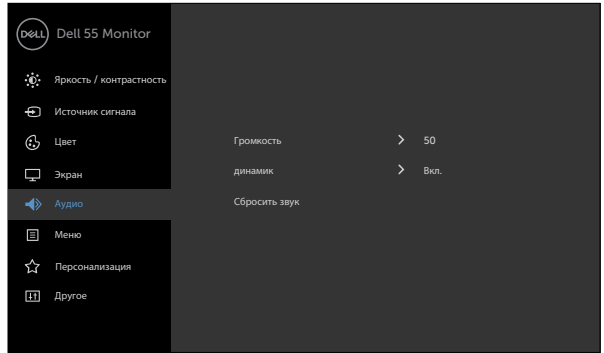 DELL Dell 55 Monitor
Яркость / контрастность
Источник сигнала
Цвет
Экран
Аудио
Меню
Персонализация
Другое
Громкость > 50
динамик > Вкл.
Сбросить звук